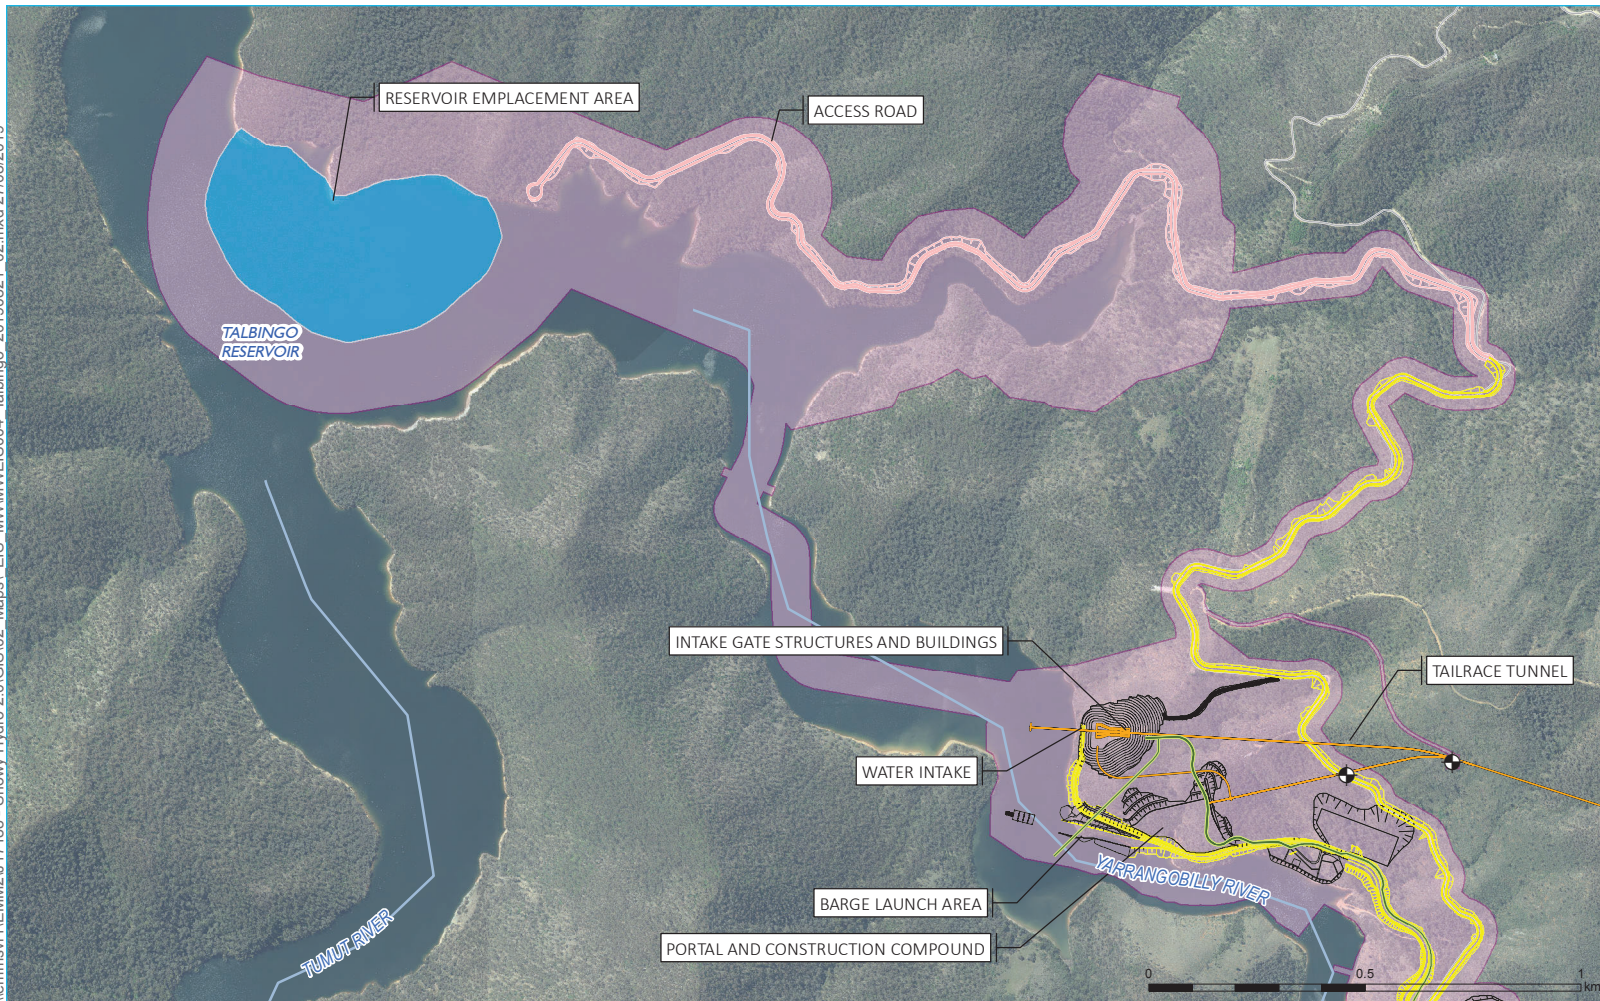 RESERVOIR EMPLACEMENT AREA
ACCESS ROAD
TALBINGO
RESERVOIR
INTAKE GATE STRUCTURES AND BUILDINGS
TAILRACE TUNNEL
WATER INTAKE
YARRANGOBILLY RIVER
BARGE LAUNCH AREA
TUMUT RIVER
PORTAL AND CONSTRUCTION COMPOUND
0 0.5 1
km